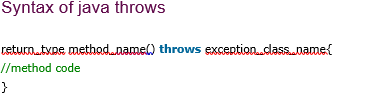 Syntax of java throws
return_type method_name() throws exception_class_name{
//method code
}